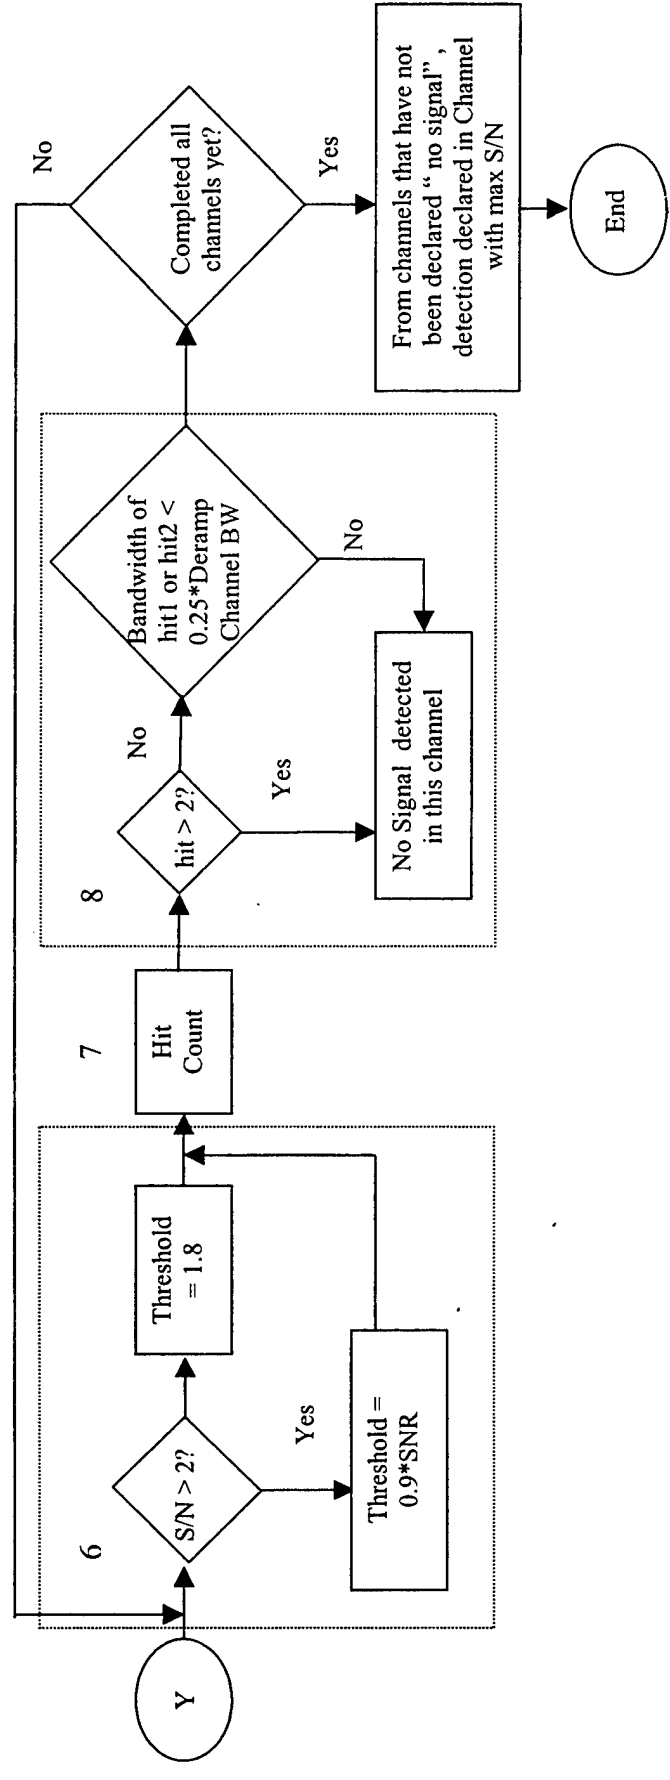 Y
6
S/N > 2?
Yes
Threshold
= 1.8
Threshold =
0.9*SNR
7
Hit
Count
8
hit > 2?
No
Yes
Bandwidth of
hit1 or hit2 <
0.25*Deramp
Channel BW
No
No Signal detected
in this channel
Completed all
channels yet?
No
Yes
From channels that have not
been declared “ no signal” ,
detection declared in Channel
with max S/N
End